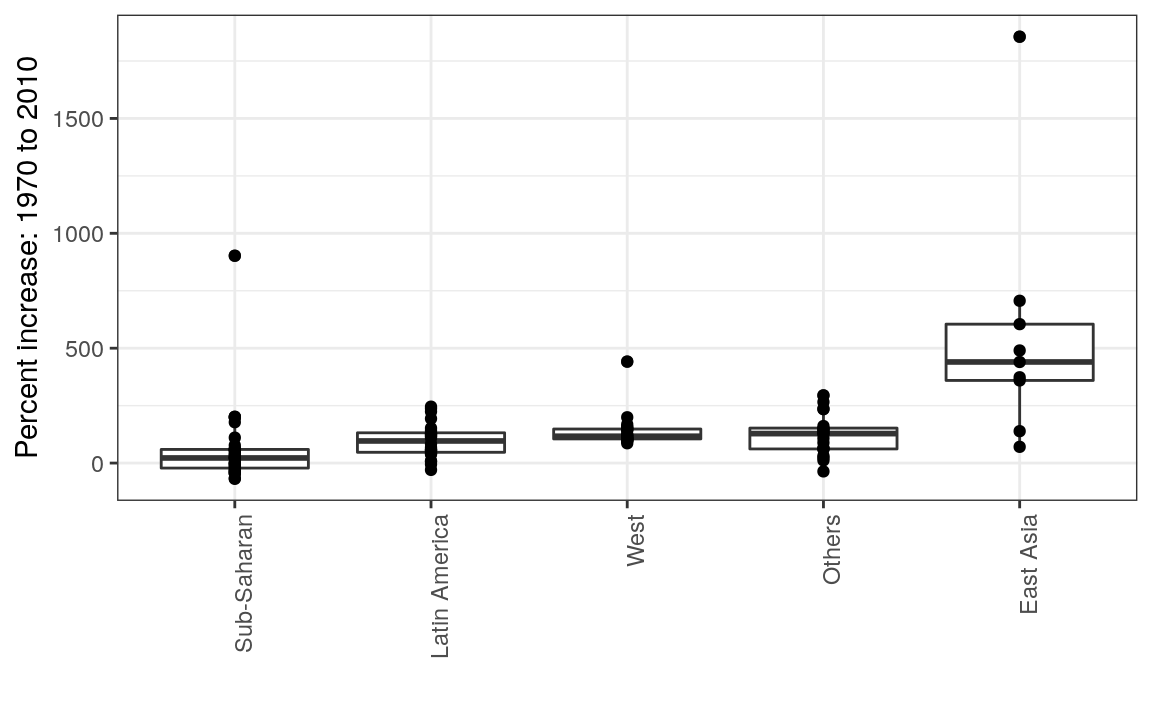 Percent increase: 1970 to 2010
1500
1000
500
0
Sub-Saharan
Latin America
West
Others
East Asia